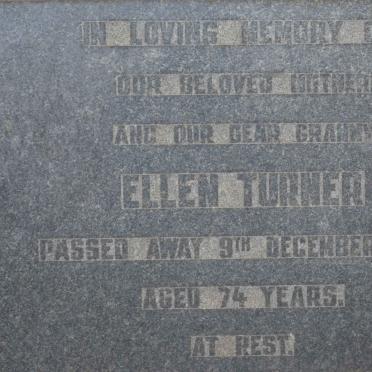 IN LOVING MEMORY
OUR BELOVED MOTHER
AND OUR DEAR GRANNY
ELLEN TURNER
PASSED AWAY 9TH DECEMBER
AGED 74 YEARS.
AT REST.